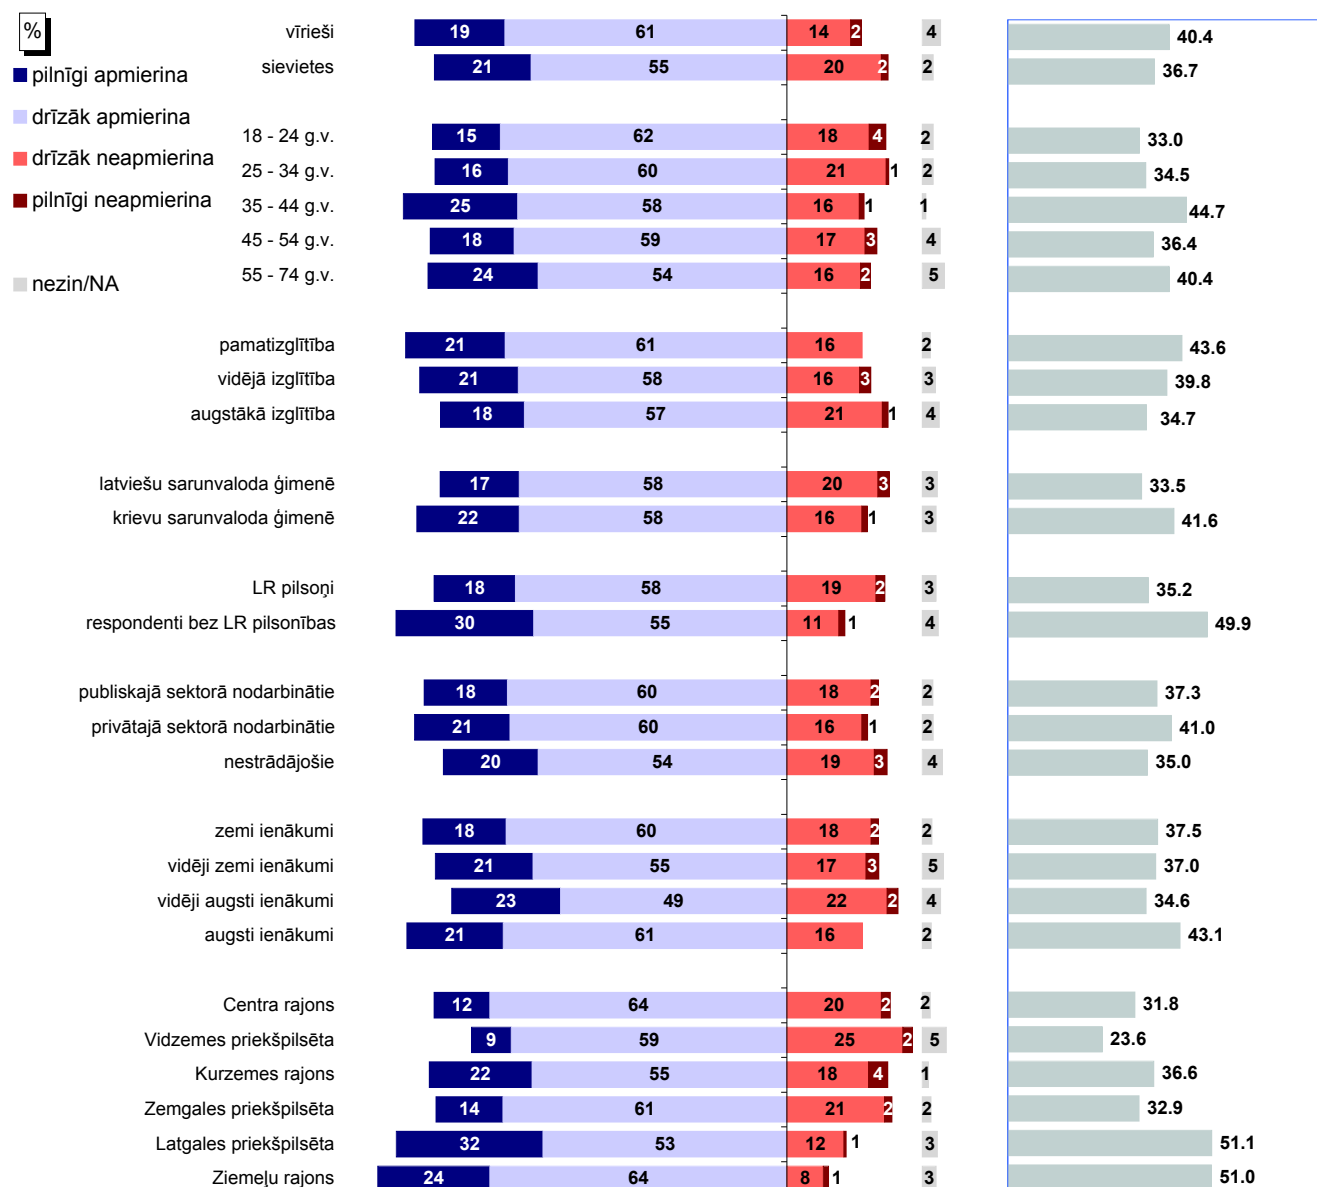 %
pilnīgi apmierina
drīzāk apmierina
drīzāk neapmierina
pilnīgi neapmierina
nezin/NA
vīrieši 19 61 14 2 4 40.4
sievietes 21 55 20 2 2 36.7
18 - 24 g.v. 15 62 18 4 2 33.0
25 - 34 g.v. 16 60 21 1 2 34.5
35 - 44 g.v. 25 58 16 1 1 44.7
45 - 54 g.v. 18 59 17 3 4 36.4
55 - 74 g.v. 24 54 16 2 5 40.4
pamatizglītība 21 61 16 2 43.6
vidējā izglītība 21 58 16 3 3 39.8
augstākā izglītība 18 57 21 1 4 34.7
latviešu sarunvaloda ģimenē 17 58 20 3 3 33.5
krievu sarunvaloda ģimenē 22 58 16 1 3 41.6
LR pilsoņi 18 58 19 2 3 35.2
respondenti bez LR pilsonības 30 55 11 1 4 49.9
publiskajā sektorā nodarbinātie 18 60 18 2 2 37.3
privātajā sektorā nodarbinātie 21 60 16 1 2 41.0
nestrādājošie 20 54 19 3 4 35.0
zemi ienākumi 18 60 18 2 2 37.5
vidēji zemi ienākumi 21 55 17 3 5 37.0
vidēji augsti ienākumi 23 49 22 2 4 34.6
augsti ienākumi 21 61 16 2 43.1
Centra rajons 12 64 20 2 2 31.8
Vidzemes priekšpilsēta 9 59 25 2 5 23.6
Kurzemes rajons 22 55 18 4 1 36.6
Zemgales priekšpilsēta 14 61 21 2 2 32.9
Latgales priekšpilsēta 32 53 12 1 3 51.1
Ziemeļu rajons 24 64 8 1 3 51.0